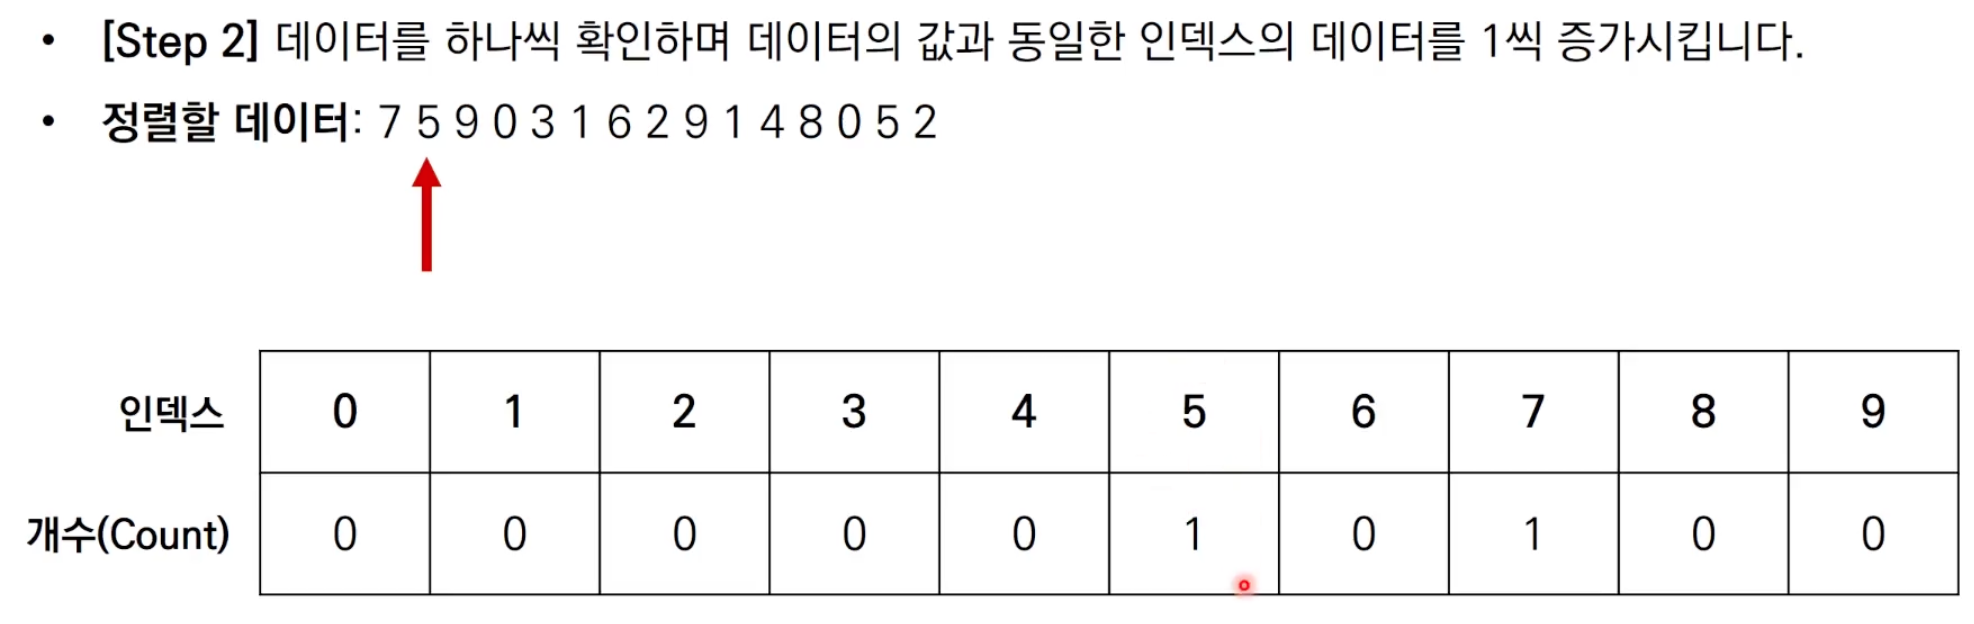 • [Step 2] 데이터를 하나씩 확인하며 데이터의 값과 동일한 인덱스의 데이터를 1씩 증가시킵니다.
• 정렬할 데이터: 7 5 9 0 3 1 6 2 9 1 4 8 0 5 2
인덱스 0 1 2 3 4 5 6 7 8 9
개수(Count) 0 0 0 0 0 1 0 1 0 0